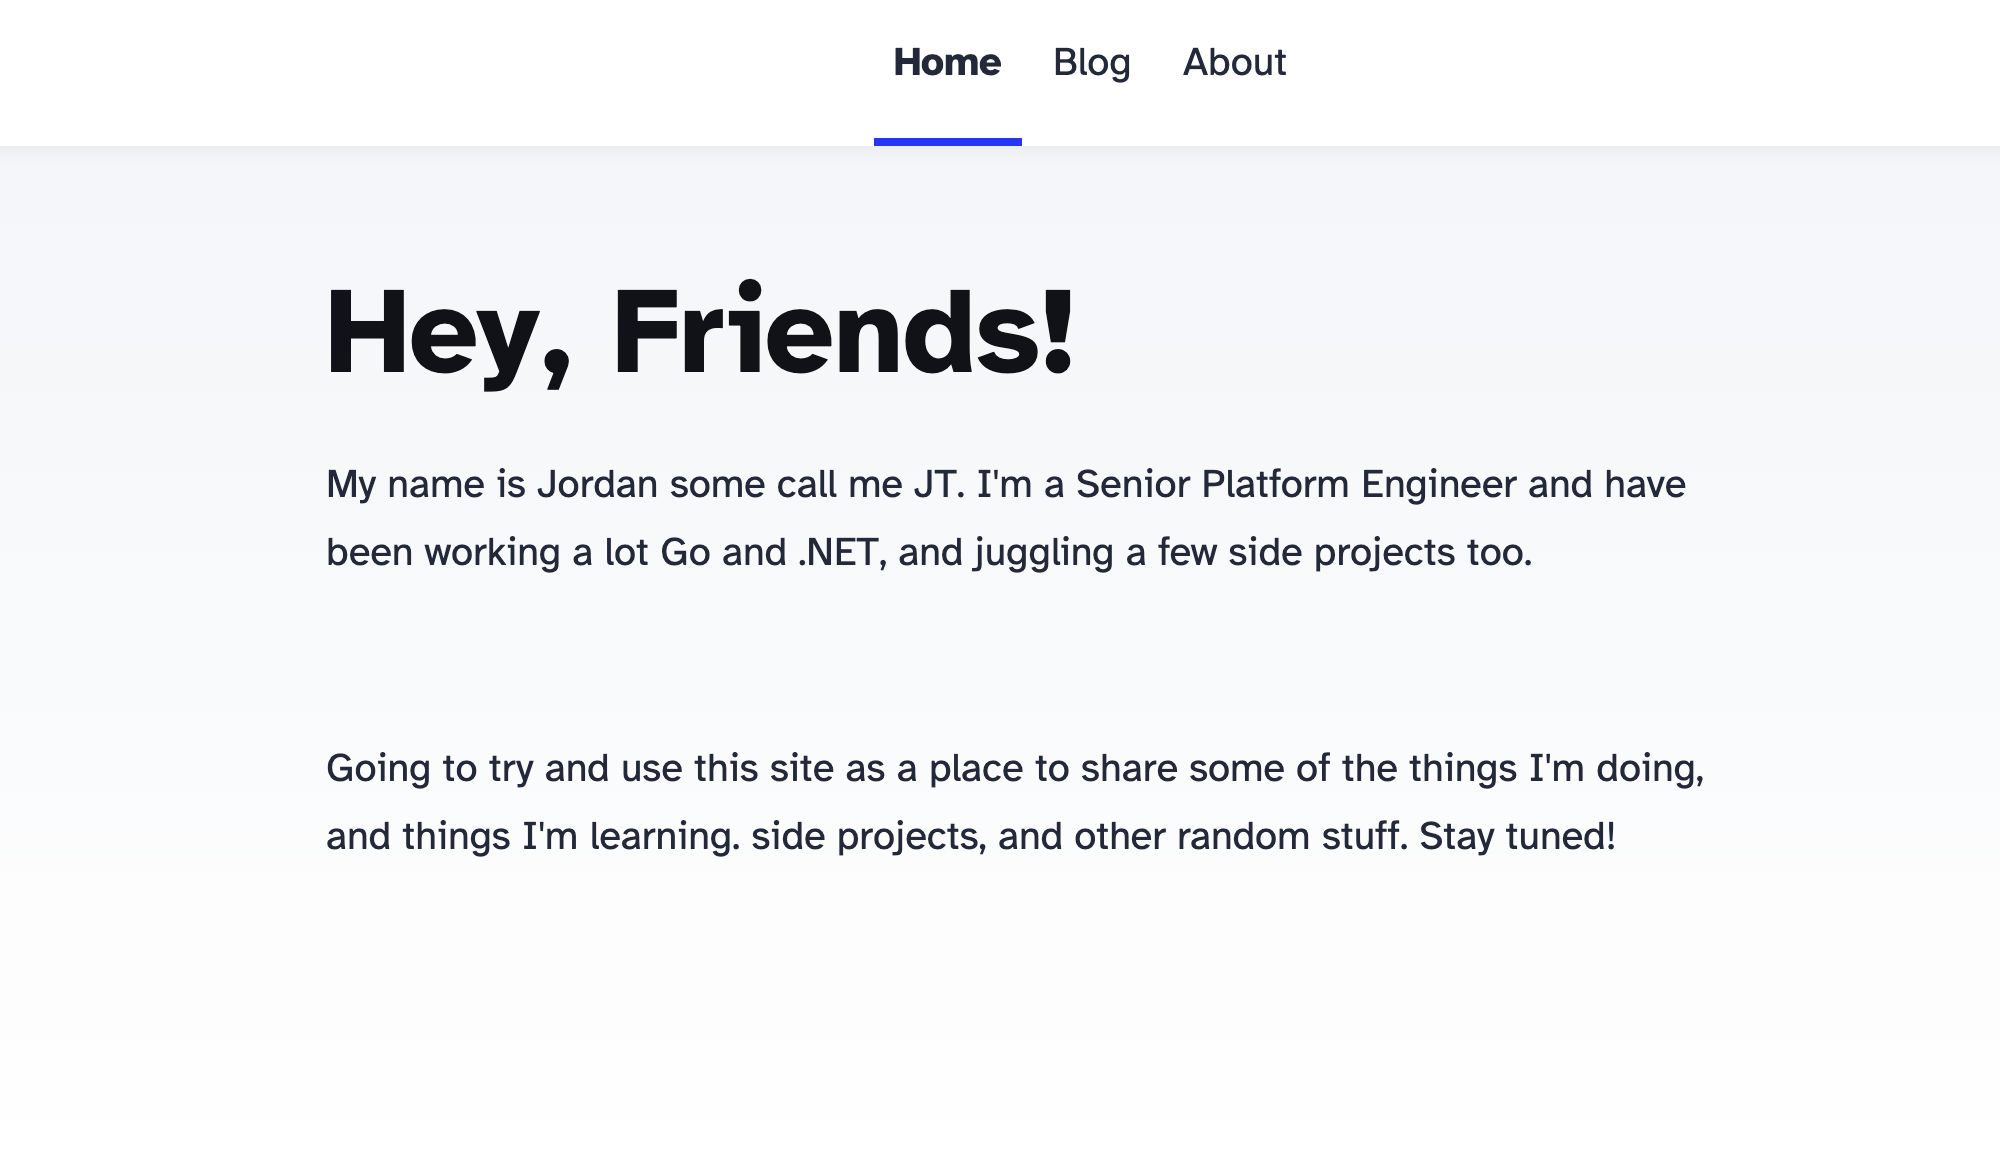 Home Blog About
Hey, Friends!
My name is Jordan some call me JT. I'm a Senior Platform Engineer and have
been working a lot Go and .NET, and juggling a few side projects too.
Going to try and use this site as a place to share some of the things I'm doing,
and things I'm learning. side projects, and other random stuff. Stay tuned!